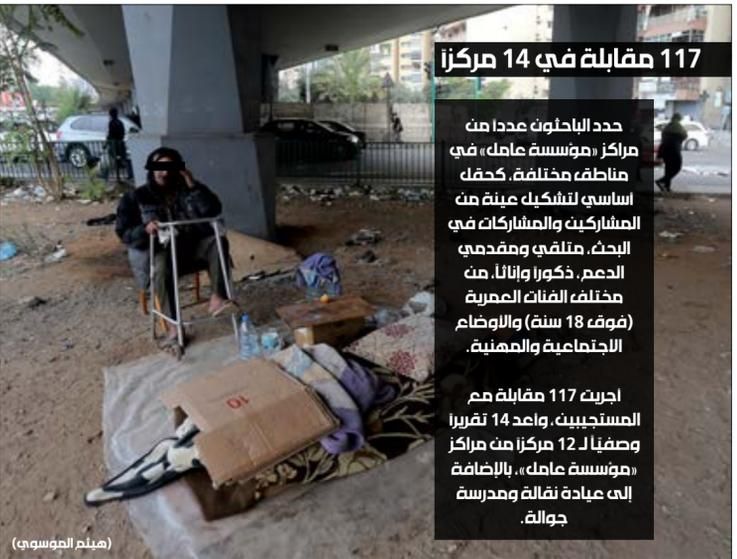 117 مقابلة في 14 مركزاً
حدد الباحثون عدداً من
مراكز «مؤسسة عامل» في
مناطق مختلفة، كحقل
أساسي لتشكيل عينة من
المشاركين والمشاركات في
البحث، متلقي ومقدمي
الدعم، ذكوراً وإناثاً، من
مختلف الفئات العمرية
(فوق 18 سنة) والأوضاع
الاجتماعية والمهنية.
أجريت 117 مقابلة مع
المستجيبين، وأعد 14 تقريراً
وصفياً لـ 12 مركزاً من مراكز
«مؤسسة عامل»، بالإضافة
إلى عيادة نقالة ومدرسة
جوالة.
10
(هيثم الموسوي)